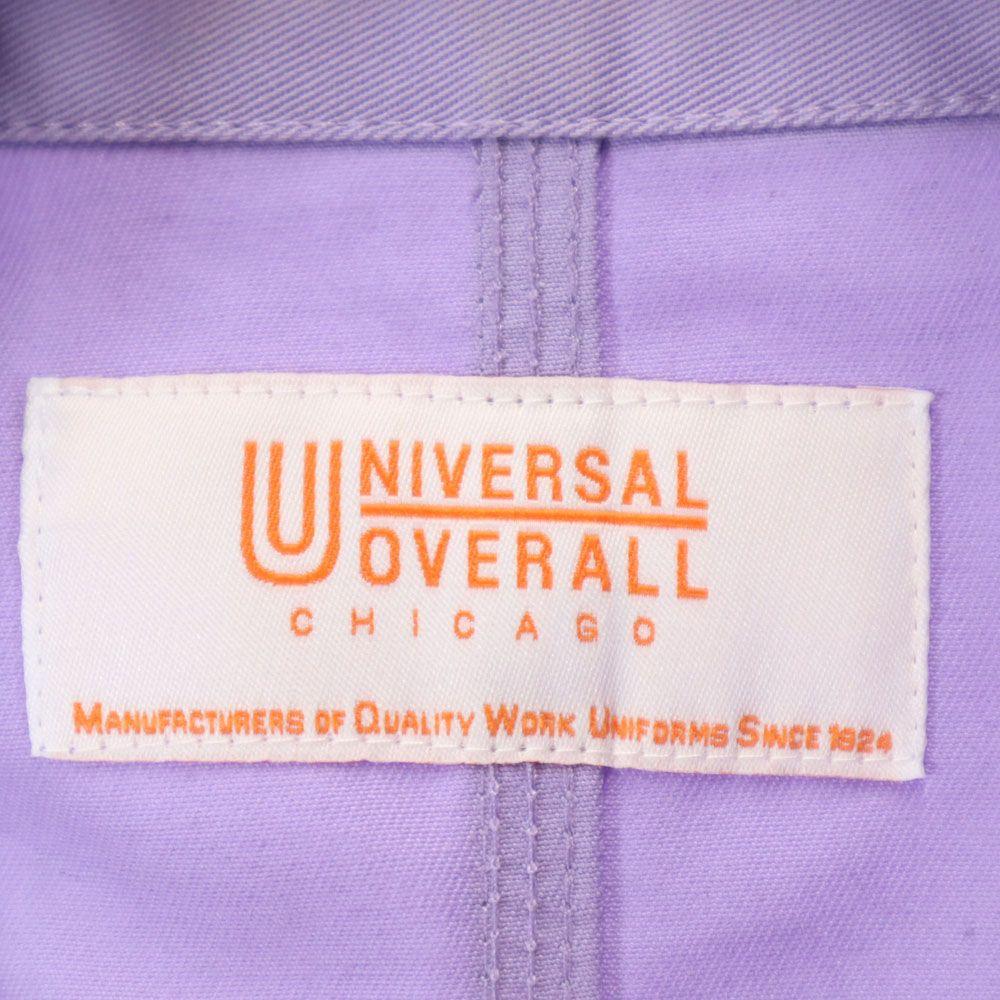 UNIVERSAL
OVERALL
CHICAGO
MANUFACTURERS OF QUALITY WORK UNIFORMS SINCE 1924